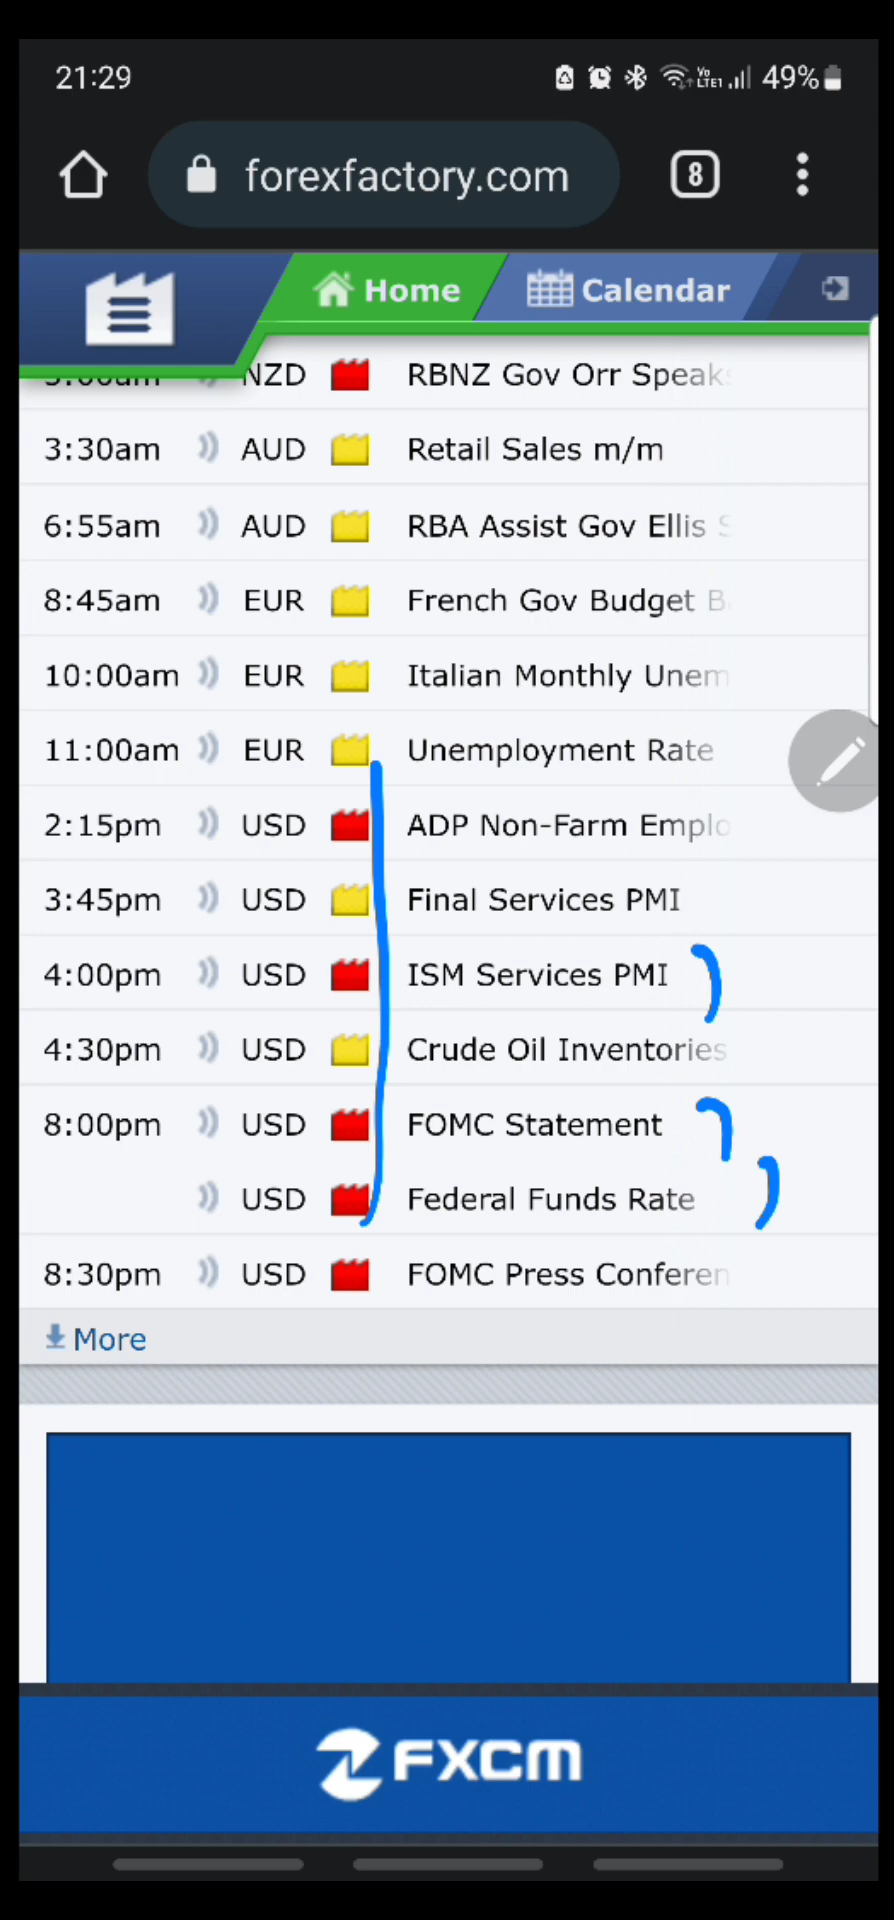 21:29 Vo LTE1 49%
forexfactory.com 8
Home Calendar
NZD RBNZ Gov Orr Speaks
3:30am AUD Retail Sales m/m
6:55am AUD RBA Assist Gov Ellis S
8:45am EUR French Gov Budget B
10:00am EUR Italian Monthly Unem
11:00am EUR Unemployment Rate
2:15pm USD ADP Non-Farm Emplo
3:45pm USD Final Services PMI
4:00pm USD ISM Services PMI
4:30pm USD Crude Oil Inventories
8:00pm USD FOMC Statement
USD Federal Funds Rate
8:30pm USD FOMC Press Conferen
More
FXCM